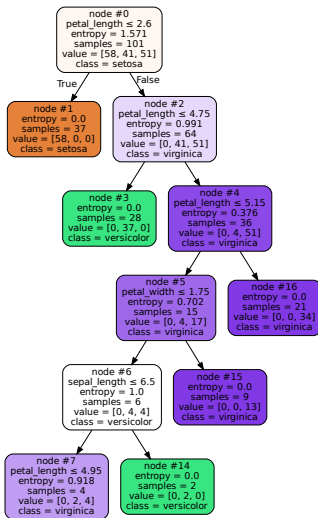 node #0
petal_length ≤ 2.6
entropy = 1.571
samples = 101
value = [58, 41, 51]
class = setosa
True
False
node #1
entropy = 0.0
samples = 37
value = [58, 0, 0]
class = setosa
node #2
petal_length ≤ 4.75
entropy = 0.991
samples = 64
value = [0, 41, 51]
class = virginica
node #3
entropy = 0.0
samples = 28
value = [0, 37, 0]
class = versicolor
node #4
petal_length ≤ 5.15
entropy = 0.376
samples = 36
value = [0, 4, 51]
class = virginica
node #5
petal_width ≤ 1.75
entropy = 0.702
samples = 15
value = [0, 4, 17]
class = virginica
node #16
entropy = 0.0
samples = 21
value = [0, 0, 34]
class = virginica
node #6
sepal_length ≤ 6.5
entropy = 1.0
samples = 6
value = [0, 4, 4]
class = versicolor
node #15
entropy = 0.0
samples = 9
value = [0, 0, 13]
class = virginica
node #7
petal_length ≤ 4.95
entropy = 0.918
samples = 4
value = [0, 2, 4]
class = virginica
node #14
entropy = 0.0
samples = 2
value = [0, 2, 0]
class = versicolor